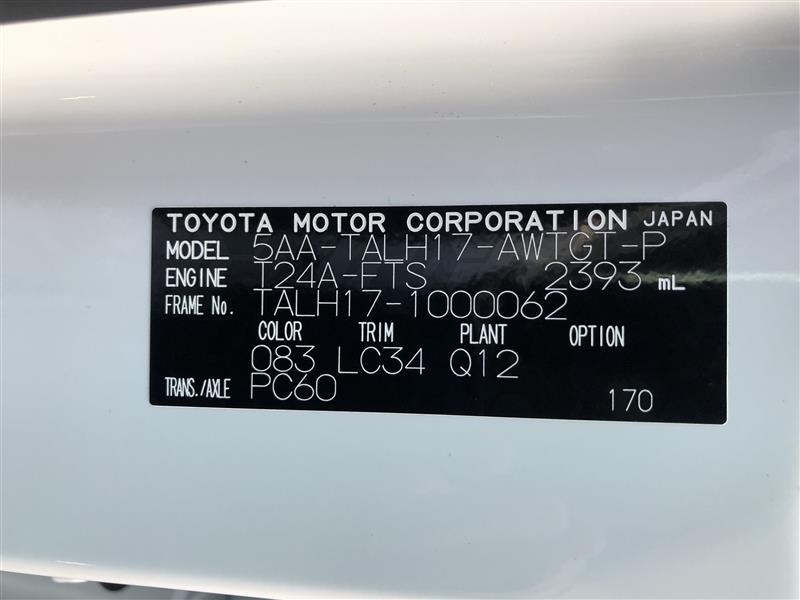 TOYOTA MOTOR CORPORATION JAPAN
MODEL 5AA-TALH17-AWTGT-P
ENGINE T24A-FTS 2393 mL
FRAME No. TALH17-1000062
COLOR TRIM PLANT OPTION
083 LC34 Q12
TRANS./AXLE PC60 170